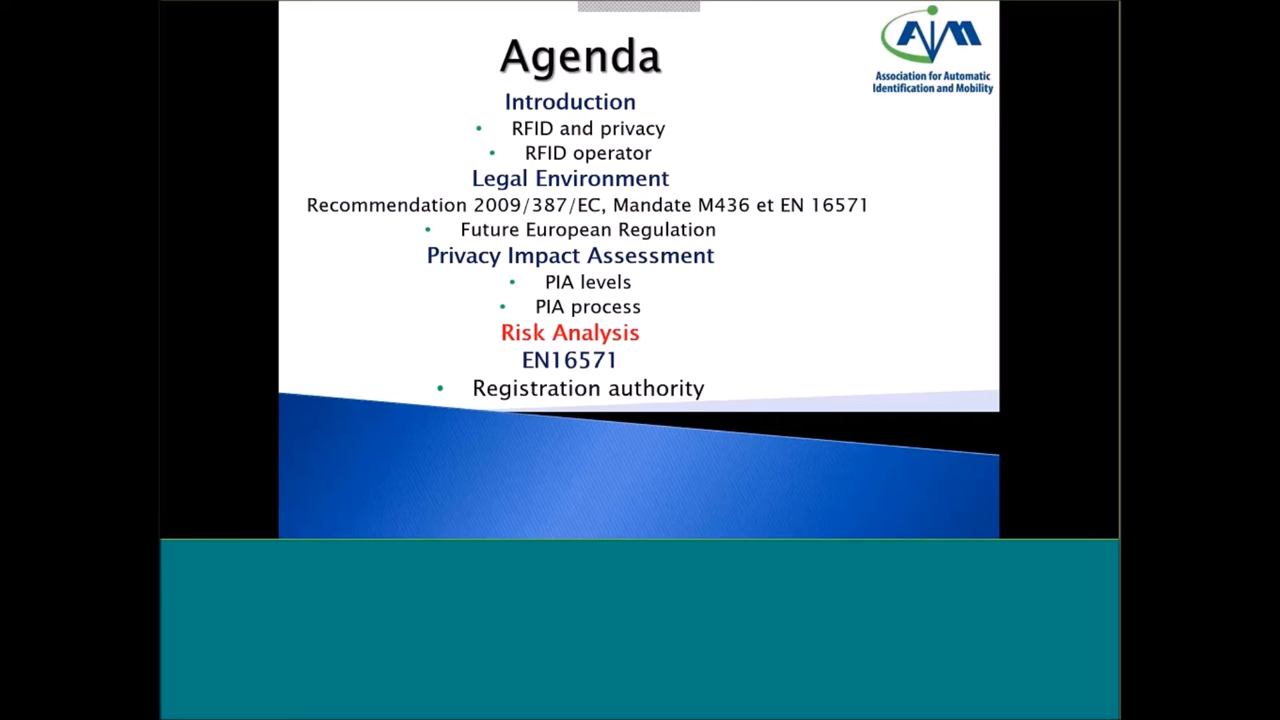 Agenda
AIM
Association for Automatic
Identification and Mobility
Introduction
• RFID and privacy
• RFID operator
Legal Environment
Recommendation 2009/387/EC, Mandate M436 et EN 16571
• Future European Regulation
Privacy Impact Assessment
• PIA levels
• PIA process
Risk Analysis
EN16571
• Registration authority